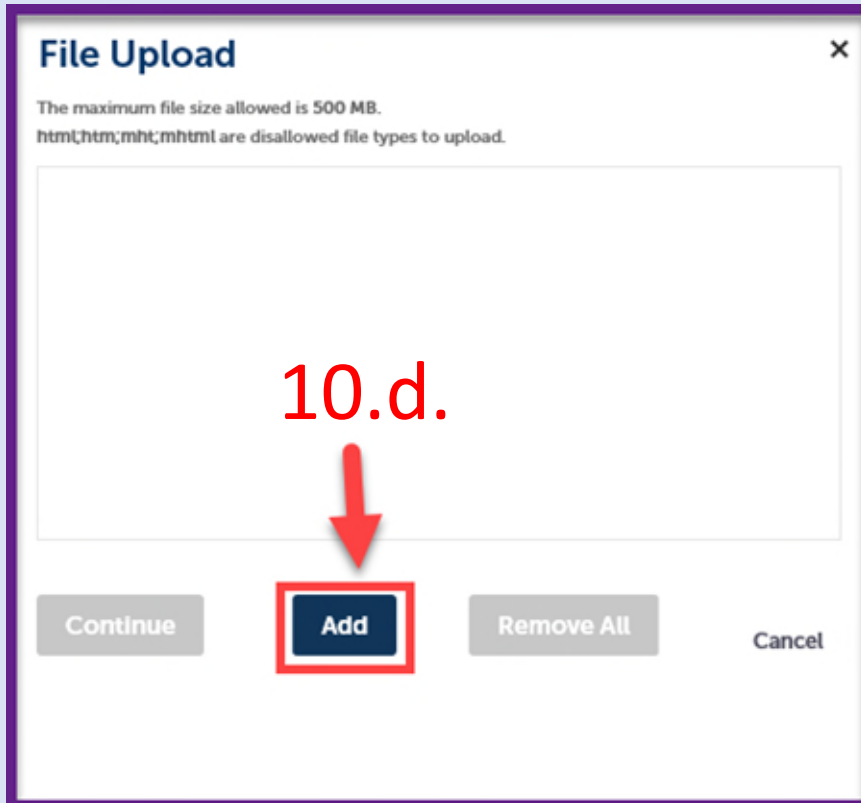 File Upload
×
The maximum file size allowed is 500 MB.
html;htm;mht;mhtml are disallowed file types to upload.
10.d.
Continue Add Remove All Cancel